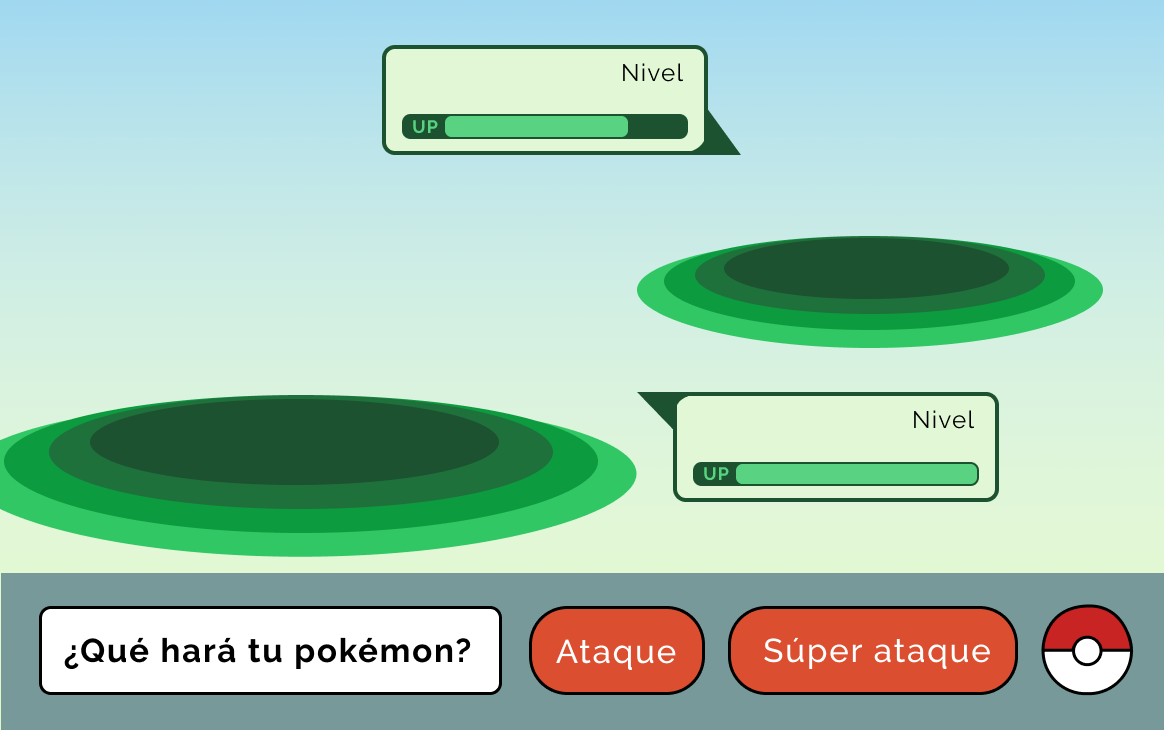 Nivel
UP
Nivel
UP
¿Qué hará tu pokémon?
Ataque
Súper ataque